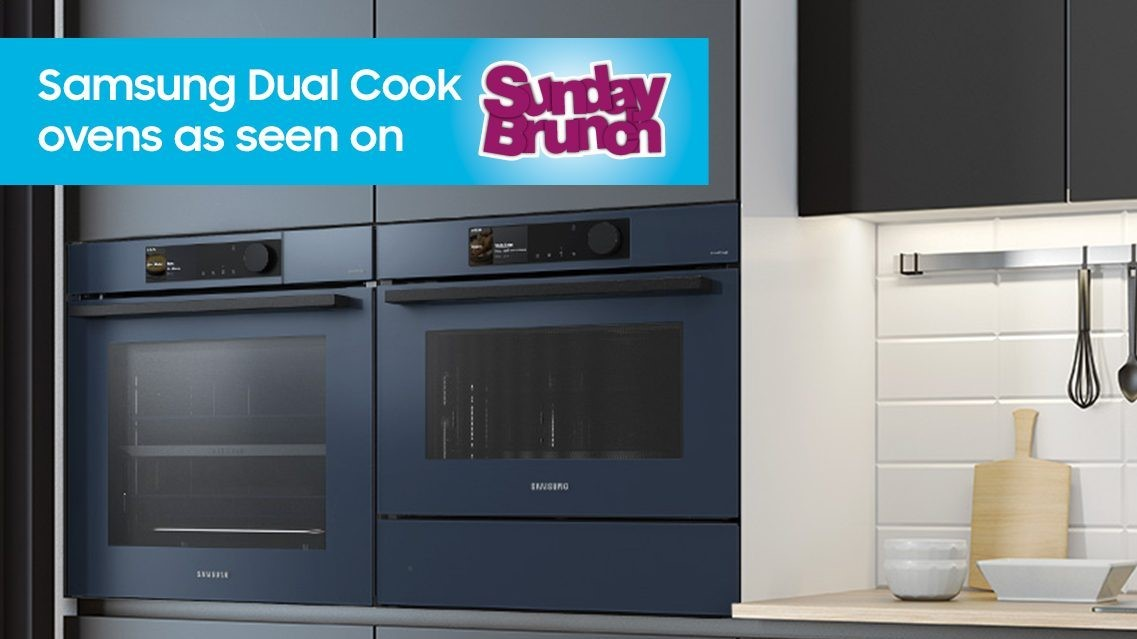 Samsung Dual Cook
ovens as seen on
Sunday
Brunch
SAMSUNG
SAMSUNG